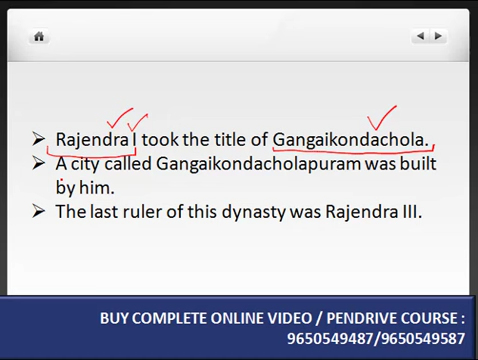 ➢ Rajendra I took the title of Gangaikondachola.
➢ A city called Gangaikondacholapuram was built
by him.
➢ The last ruler of this dynasty was Rajendra III.
BUY COMPLETE ONLINE VIDEO / PENDRIVE COURSE :
9650549487/9650549587